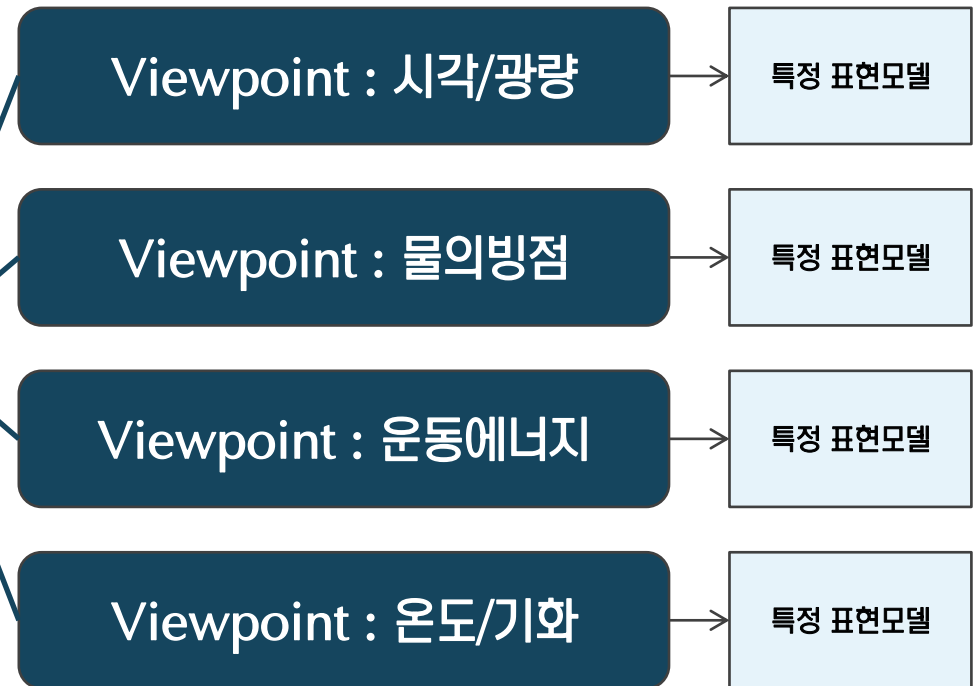 Viewpoint : 시각/광량
특정 표현모델
Viewpoint : 물의빙점
특정 표현모델
Viewpoint : 운동에너지
특정 표현모델
Viewpoint : 온도/기화
특정 표현모델